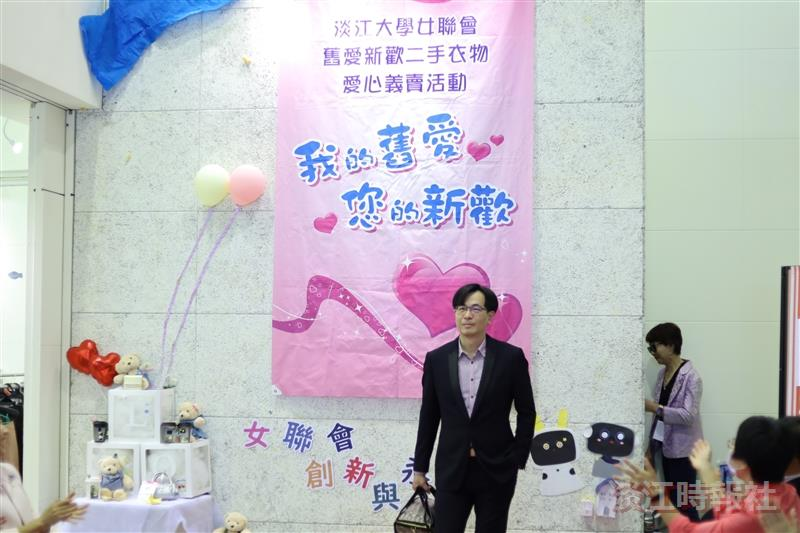 淡江大學女聯會
舊愛新歡二手衣物
愛心義賣活動
我的舊愛
您的新歡
女聯會
創新與永
淡江時報社